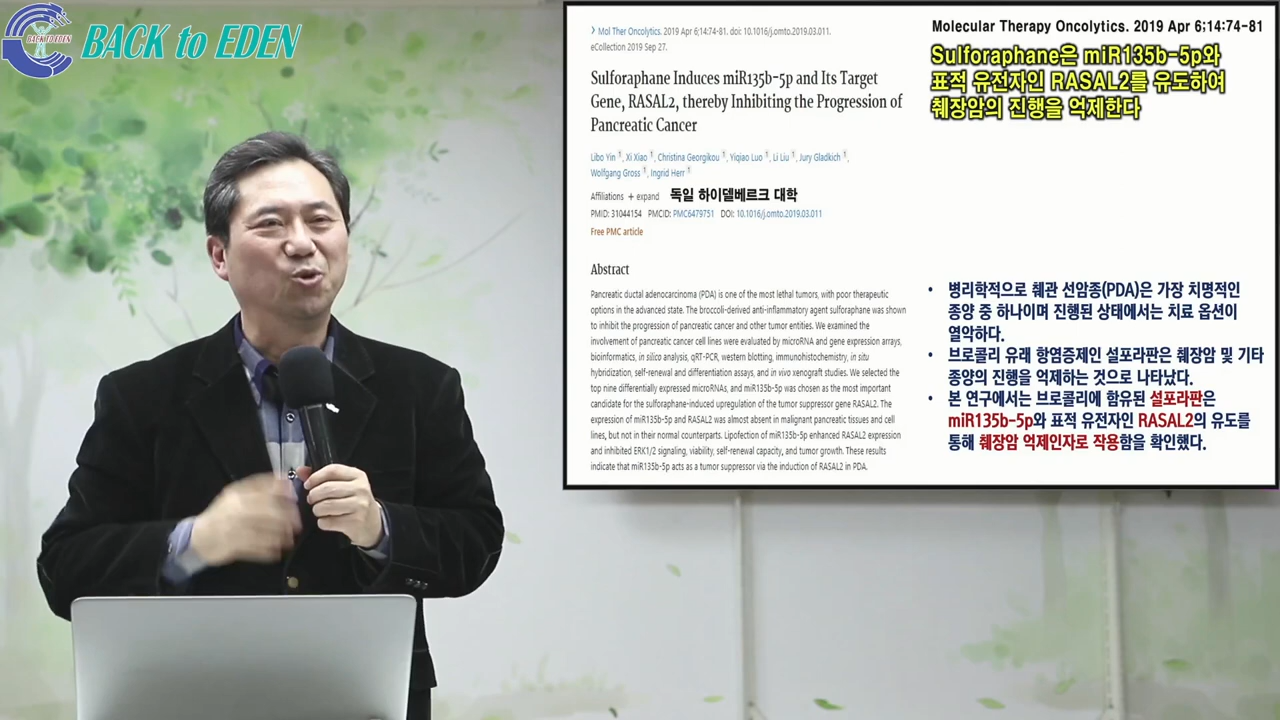 BACK TO EDEN
BACK to EDEN
Mol Ther Oncolytics. 2019 Apr 6;14:74-81. doi: 10.1016/j.omto.2019.03.011.
eCollection 2019 Sep 27.
Sulforaphane Induces miR135b-5p and Its Target
Gene, RASAL2, thereby Inhibiting the Progression of
Pancreatic Cancer
Libo Yin 1, Xi Xiao 1, Christina Georgikou 1, Yiqiao Luo 1, Li Liu 1, Jury Gladkich 1,
Wolfgang Gross 1, Ingrid Herr 1
Affiliations + expand 독일 하이델베르크 대학
PMID: 31044154 PMCID: PMC6479751 DOI: 10.1016/j.omto.2019.03.011
Free PMC article
Abstract
Pancreatic ductal adenocarcinoma (PDA) is one of the most lethal tumors, with poor therapeutic
options in the advanced state. The broccoli-derived anti-inflammatory agent sulforaphane was shown
to inhibit the progression of pancreatic cancer and other tumor entities. We examined the
involvement of pancreatic cancer cell lines were evaluated by microRNA and gene expression arrays,
bioinformatics, in silico analysis, qRT-PCR, western blotting, immunohistochemistry, in situ
hybridization, self-renewal and differentiation assays, and in vivo xenograft studies. We selected the
top nine differentially expressed microRNAs, and miR135b-5p was chosen as the most important
candidate for the sulforaphane-induced upregulation of the tumor suppressor gene RASAL2. The
expression of miR135b-5p and RASAL2 was almost absent in malignant pancreatic tissues and cell
lines, but not in their normal counterparts. Lipofection of miR135b-5p enhanced RASAL2 expression
and inhibited ERK1/2 signaling, viability, self-renewal capacity, and tumor growth. These results
indicate that miR135b-5p acts as a tumor suppressor via the induction of RASAL2 in PDA.
Molecular Therapy Oncolytics. 2019 Apr 6;14:74-81
Sulforaphane은 miR135b-5p와
표적 유전자인 RASAL2를 유도하여
췌장암의 진행을 억제한다
• 병리학적으로 췌관 선암종(PDA)은 가장 치명적인
종양 중 하나이며 진행된 상태에서는 치료 옵션이
열악하다.
• 브로콜리 유래 항염증제인 설포라판은 췌장암 및 기타
종양의 진행을 억제하는 것으로 나타났다.
• 본 연구에서는 브로콜리에 함유된 설포라판은
miR135b-5p와 표적 유전자인 RASAL2의 유도를
통해 췌장암 억제인자로 작용함을 확인했다.